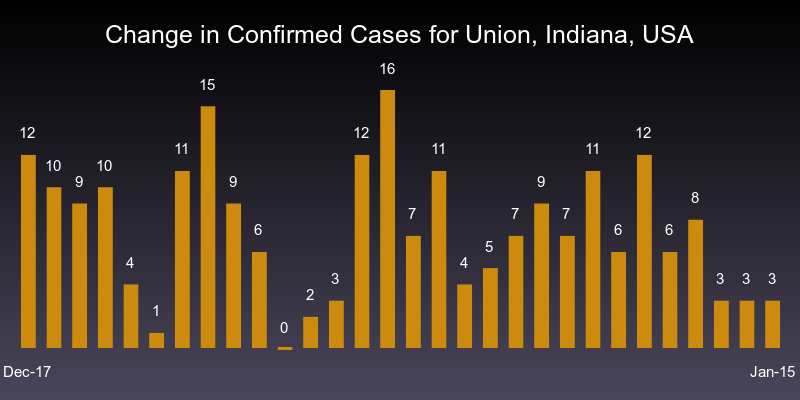 Change in Confirmed Cases for Union, Indiana, USA
12 10 9 10 4 1 11 15 9 6 0 2 3 12 16 7 11 4 5 7 9 7 11 6 12 6 8 3 3 3
Dec-17 Jan-15